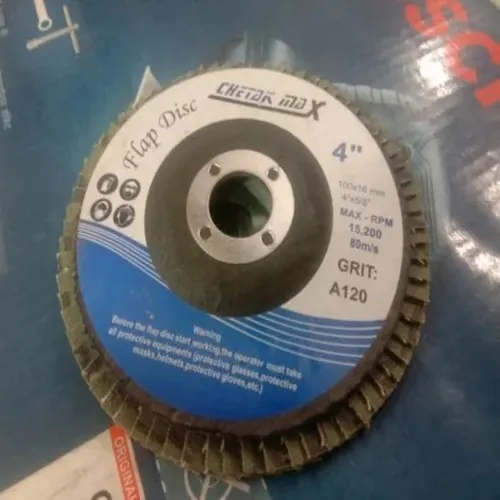 CHETAK MAX
Flap Disc
4"
100x16 mm
4"x5/8"
MAX - RPM
15,200
80m/s
GRIT:
A120
Warning
Before the flap disc start working,the operator must take
all protective equipments (protective glasses,protective
masks,helmets,protective gloves,etc.)
SCI
ORIGINAL